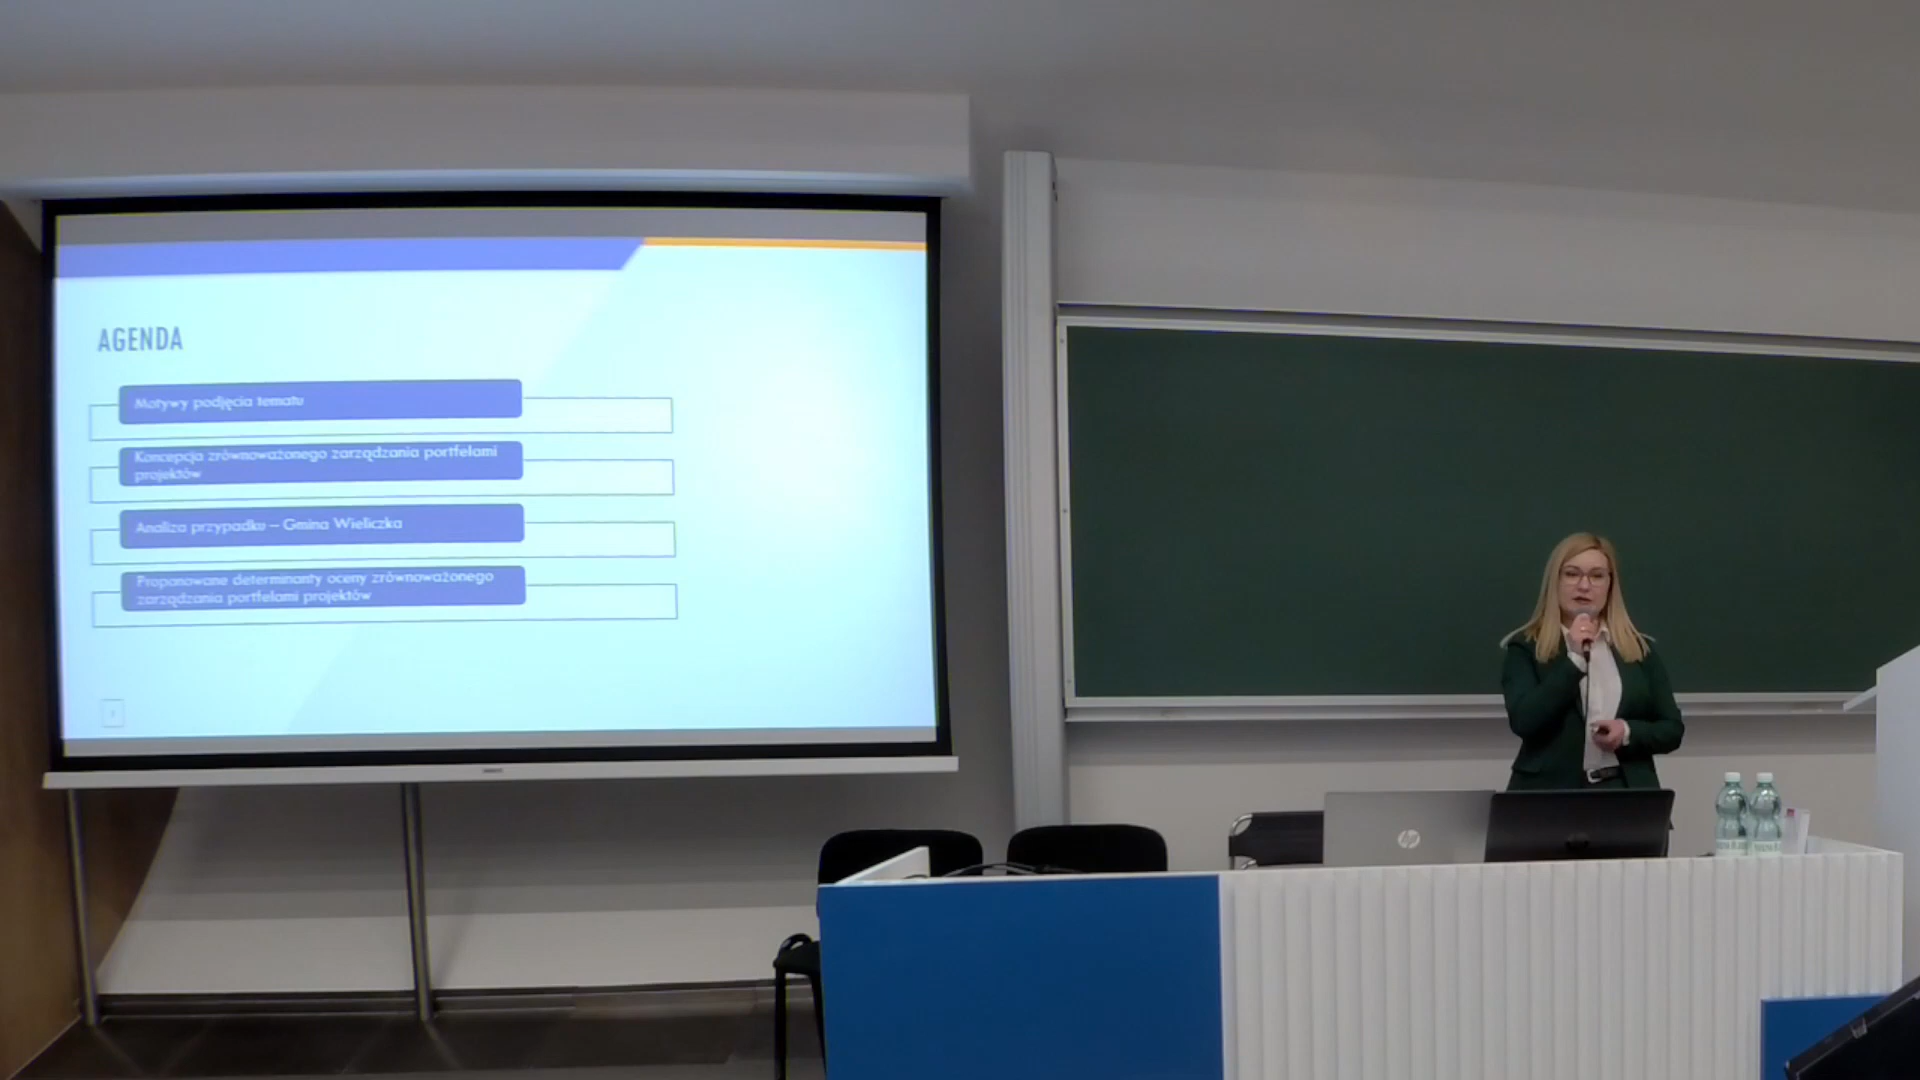 AGENDA
Motywy podjęcia tematu
Koncepcja zrównoważonego zarządzania portfelami
projektów
Analiza przypadku – Gmina Wieliczka
Proponowane determinanty oceny zrównoważonego
zarządzania portfelami projektów
hp